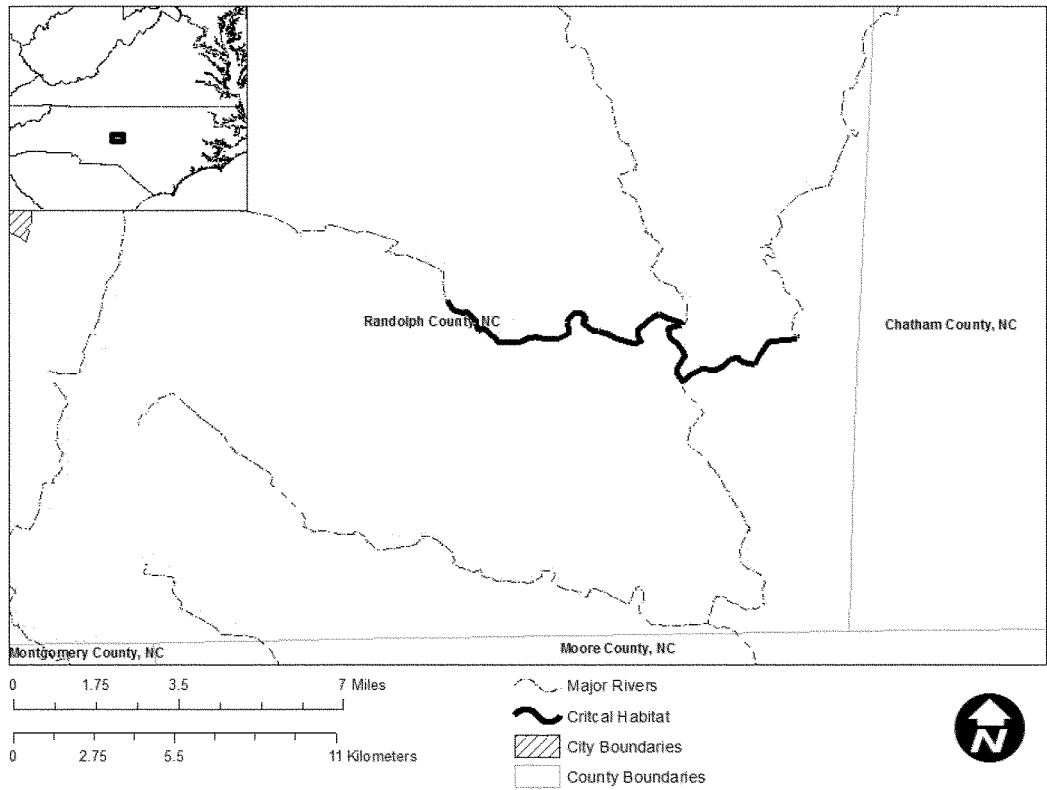 Randolph County, NC
Chatham County, NC
Montgomery County, NC
Moore County, NC
0 1.75 3.5 7 Miles
0 2.75 5.5 11 Kilometers
Major Rivers
Critcal Habitat
City Boundaries
County Boundaries
N